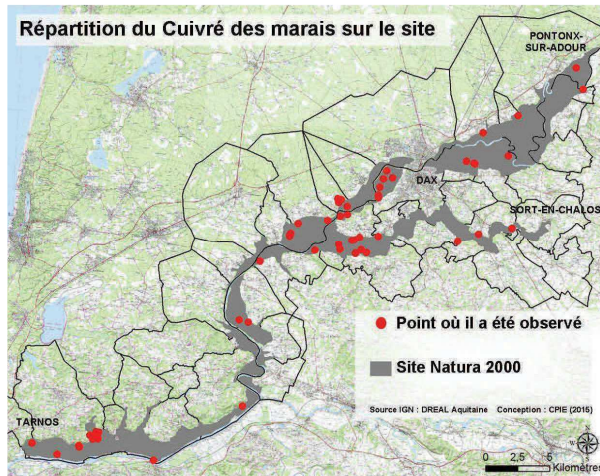 Répartition du Cuivré des marais sur le site
PONTONX-
SUR-ADOUR
DAX
SORT-EN-CHALOS
Point où il a été observé
Site Natura 2000
Source IGN : DREAL Aquitaine Conception : CPIE (2015)
TARNOS
N
S
0 2,5 5
Kilomètres